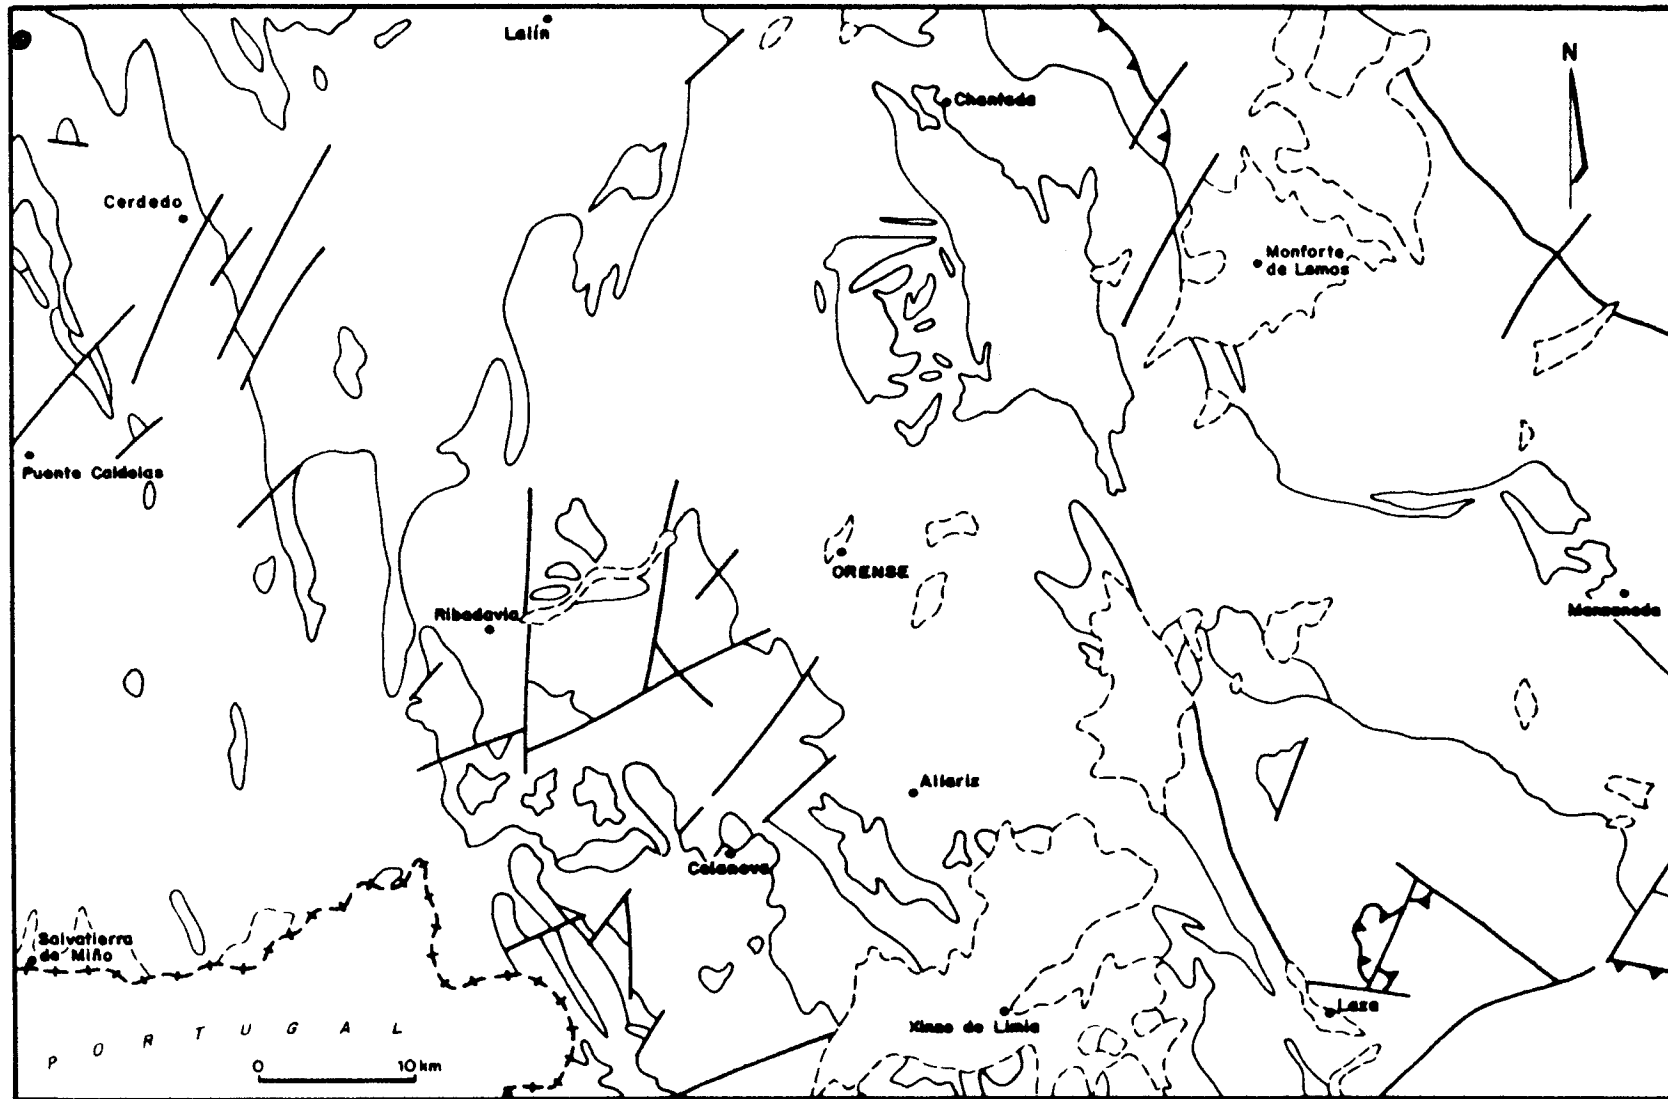 Lalín
N
Chantada
Cerdedo
Monforte
de Lemos
Puente Caldelas
ORENSE
Manzaneda
Ribadavia
Allariz
Celanova
Salvatierra
de Miño
Xinzo de Limia
Laza
PORTUGAL
0 10 km